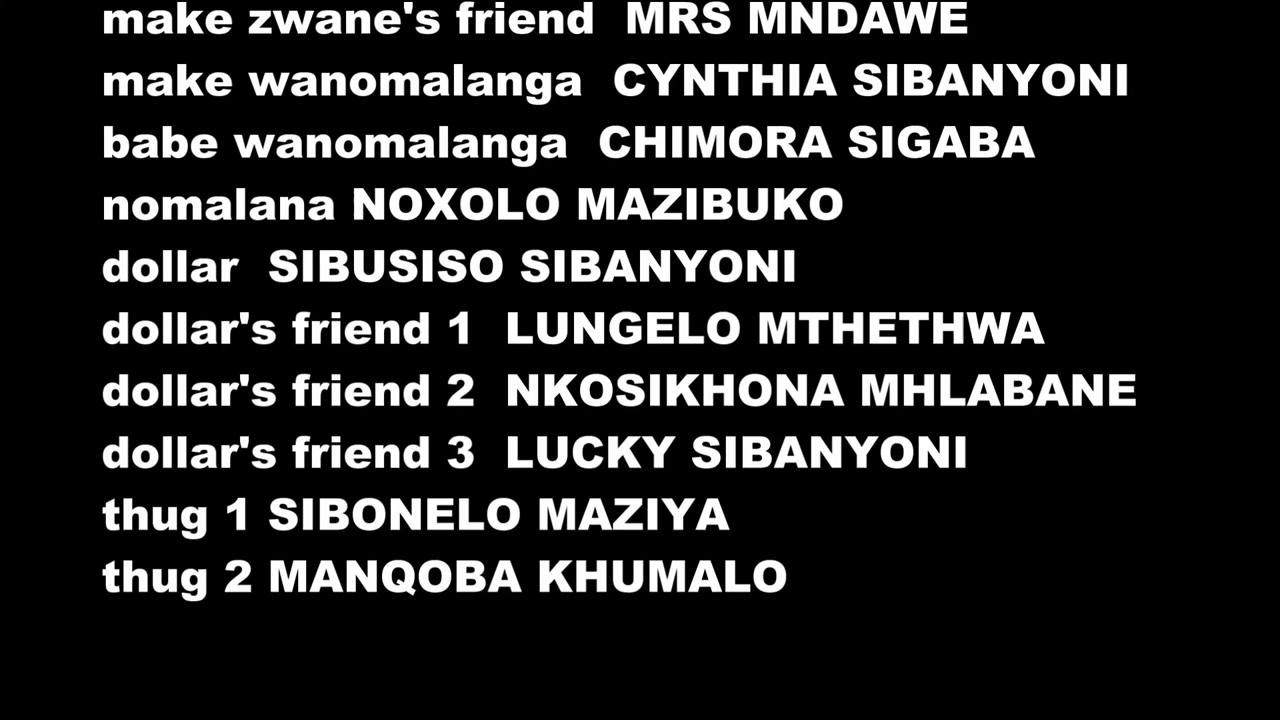 make zwane's friend  MRS MNDAWE
make wanomalanga  CYNTHIA SIBANYONI
babe wanomalanga  CHIMORA SIGABA
nomalana NOXOLO MAZIBUKO
dollar  SIBUSISO SIBANYONI
dollar's friend 1  LUNGELO MTHETHWA
dollar's friend 2  NKOSIKHONA MHLABANE
dollar's friend 3  LUCKY SIBANYONI
thug 1 SIBONELO MAZIYA
thug 2 MANQOBA KHUMALO